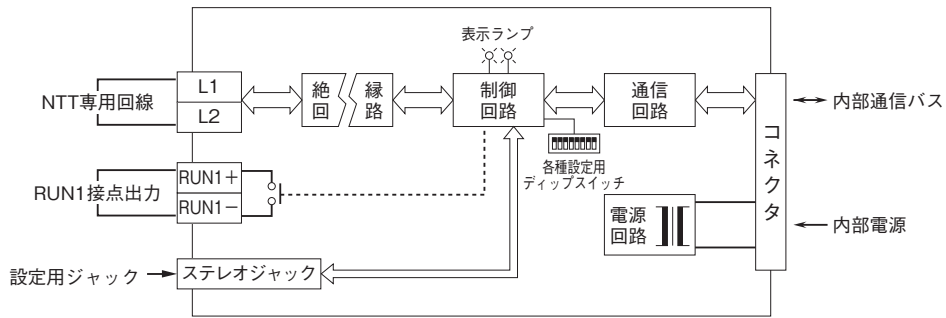 表示ランプ
NTT専用回線
L1
L2
絶縁
回路
制御
回路
通信
回路
内部通信バス
コネクタ
各種設定用
ディップスイッチ
RUN1接点出力
RUN1＋
RUN1－
電源
回路
内部電源
設定用ジャック
ステレオジャック